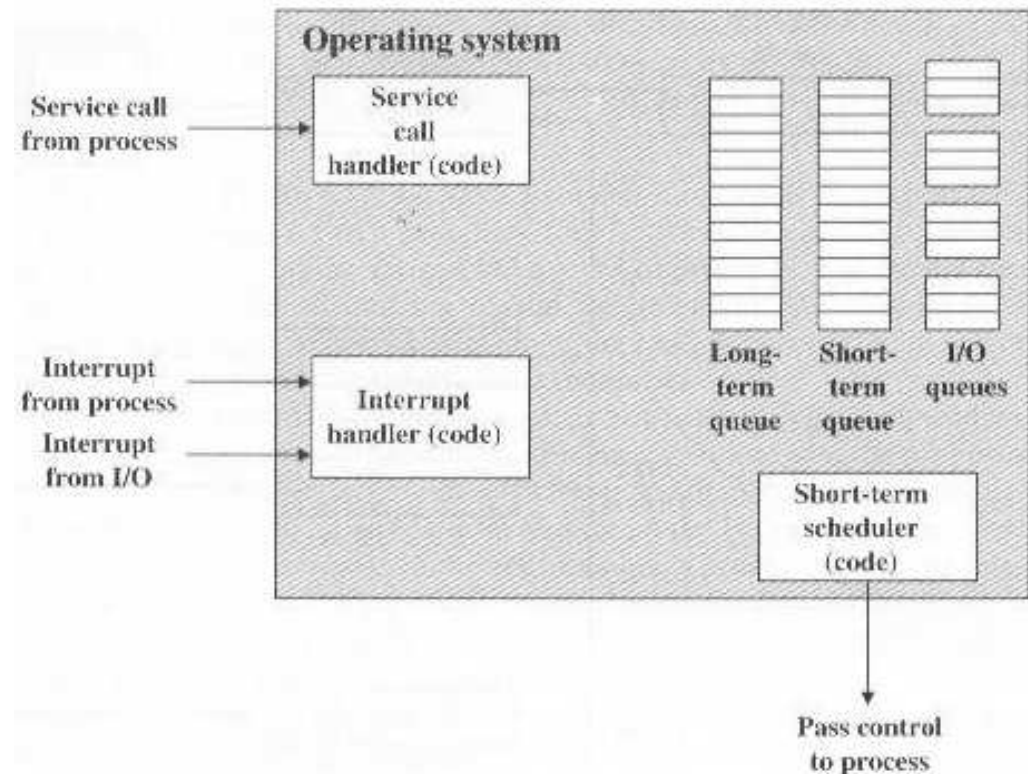 Operating system
Service call
from process
Service
call
handler (code)
Interrupt
from process
Interrupt
from I/O
Interrupt
handler (code)
Long-
term
queue
Short-
term
queue
I/O
queues
Short-term
scheduler
(code)
Pass control
to process